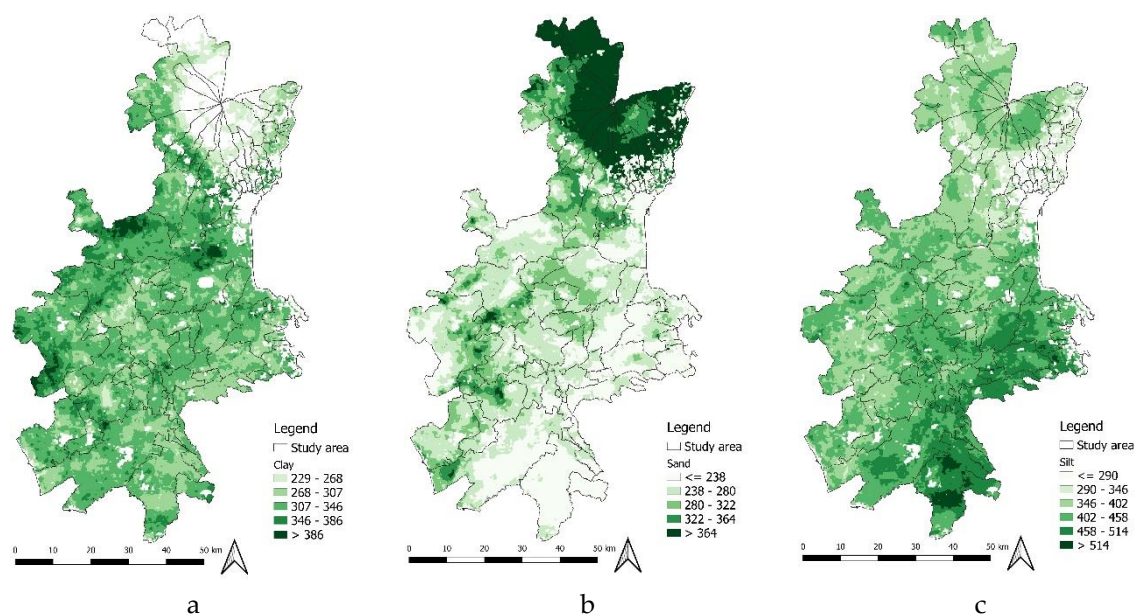 Legend
Study area
Clay
229 - 268
268 - 307
307 - 346
346 - 386
> 386
0 10 20 30 40 50 km
a
Legend
Study area
Sand
<= 238
238 - 280
280 - 322
322 - 364
> 364
0 10 20 30 40 50 km
b
Legend
Study area
Silt
<= 290
290 - 346
346 - 402
402 - 458
458 - 514
> 514
0 10 20 30 40 50 km
c